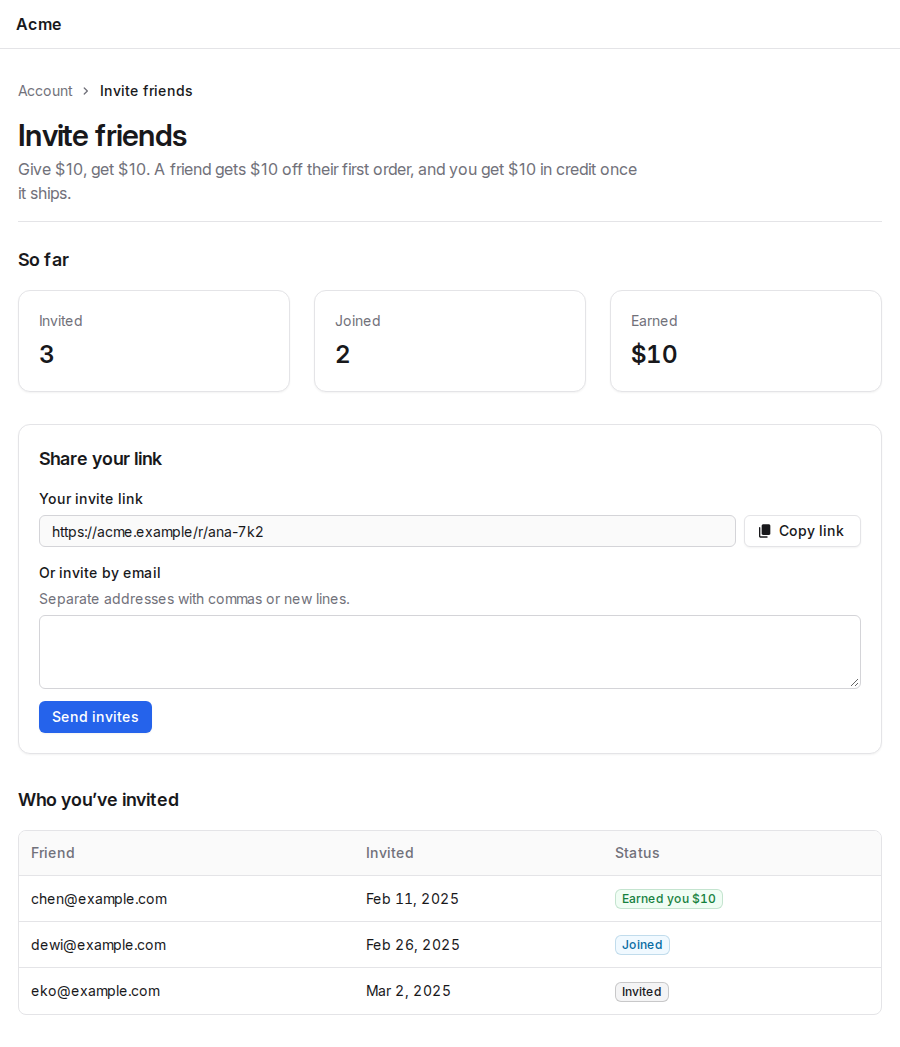 Acme
Account > Invite friends
Invite friends
Give $10, get $10. A friend gets $10 off their first order, and you get $10 in credit once
it ships.
So far
Invited
3
Joined
2
Earned
$10
Share your link
Your invite link
https://acme.example/r/ana-7k2
Copy link
Or invite by email
Separate addresses with commas or new lines.
Send invites
Who you’ve invited
Friend Invited Status
chen@example.com Feb 11, 2025 Earned you $10
dewi@example.com Feb 26, 2025 Joined
eko@example.com Mar 2, 2025 Invited